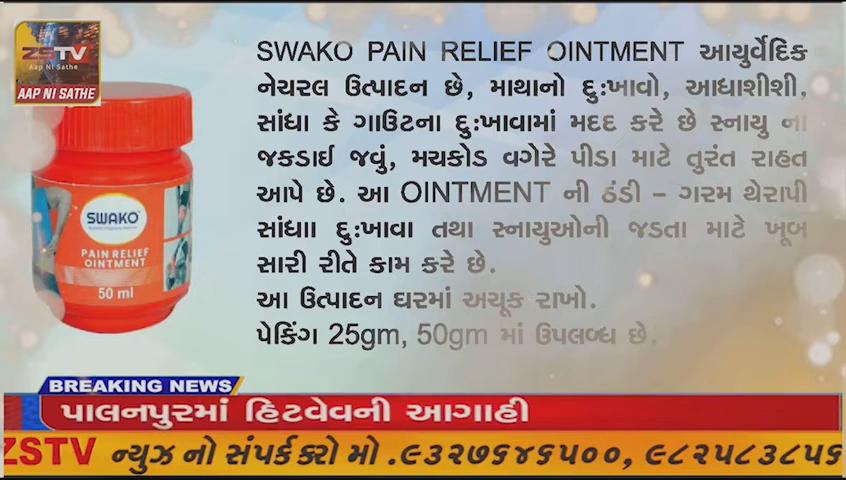 ZSTV
Aap Ni Sathe
AAP NI SATHE
SWAKO PAIN RELIEF OINTMENT આયુર્વેદિક
નેચરલ ઉત્પાદન છે, માથાનો દુ:ખાવો, આધાશીશી,
સાંધા કે ગાઉટના દુ:ખાવામાં મદદ કરે છે સ્નાયુ ના
જકડાઈ જવું, મચકોડ વગેરે પીડા માટે તુરંત રાહત
આપે છે. આ OINTMENT ની ઠંડી – ગરમ થેરાપી
સાંધાા દુ:ખાવા તથા સ્નાયુઓની જડતા માટે ખૂબ
સારી રીતે કામ કરે છે.
આ ઉત્પાદન ઘરમાં અચૂક રાખો.
પેકિંગ 25gm, 50gm માં ઉપલબ્ધ છે.
SWAKO
PAIN RELIEF
OINTMENT
50 ml
BREAKING NEWS
પાલનપુરમાં હિટવેવની આગાહી
ZSTV ન્યુઝ નો સંપર્ક કરો મો .૯૩૨૭૬૪૬૫૦૦, ૯૮૨૫૮૩૮૫૬